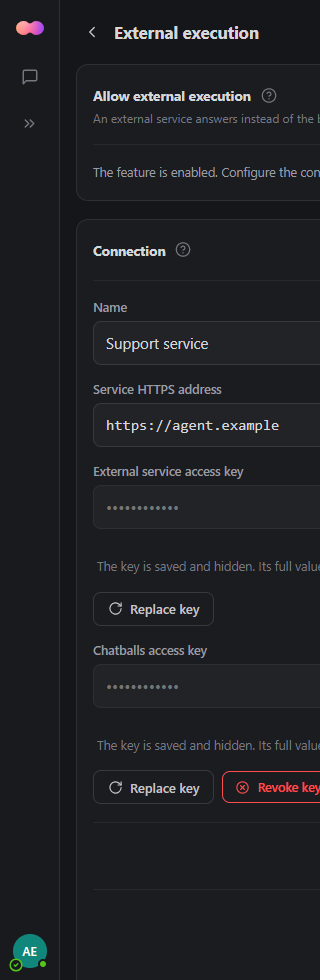 External execution
Allow external execution
An external service answers instead of the
The feature is enabled. Configure the
Connection
Name
Support service
Service HTTPS address
https://agent.example
External service access key
••••••••••••
The key is saved and hidden. Its full
Replace key
Chatballs access key
••••••••••••
The key is saved and hidden. Its full
Replace key
Revoke key
AE